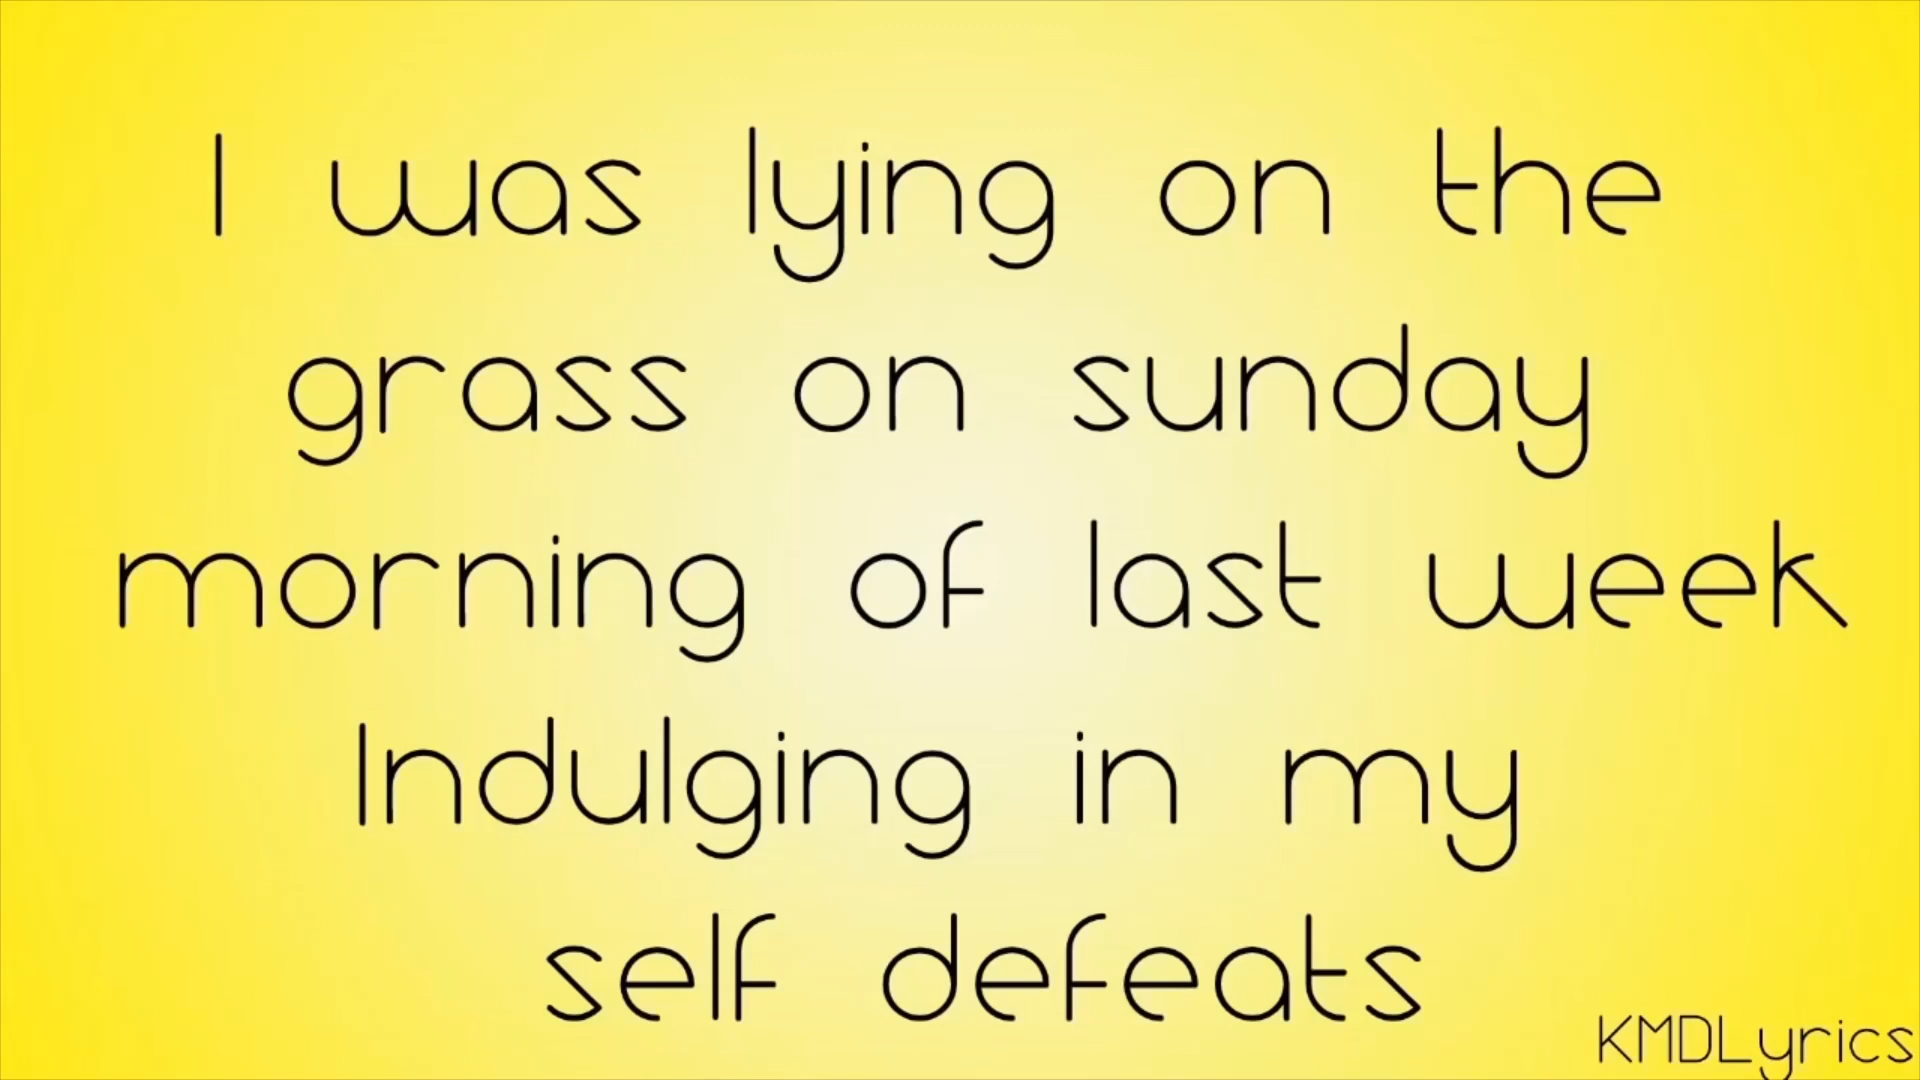 I was lying on the
grass on sunday
morning of last week
Indulging in my
self defeats
KMDLyrics